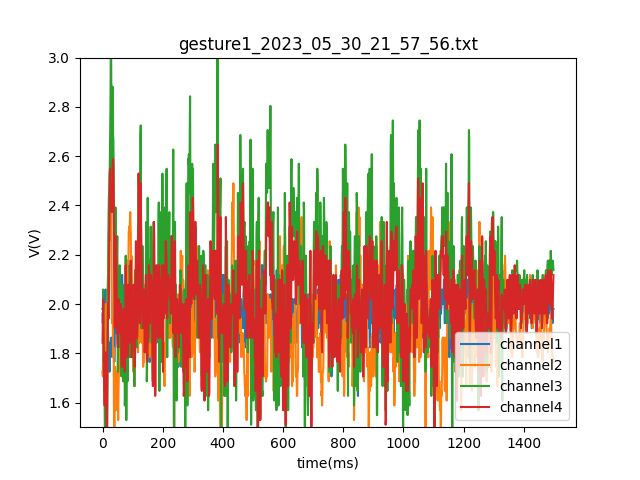 gesture1_2023_05_30_21_57_56.txt
3.0
2.8
2.6
2.4
2.2
2.0
1.8
1.6
V(V)
channel1
channel2
channel3
channel4
0 200 400 600 800 1000 1200 1400
time(ms)